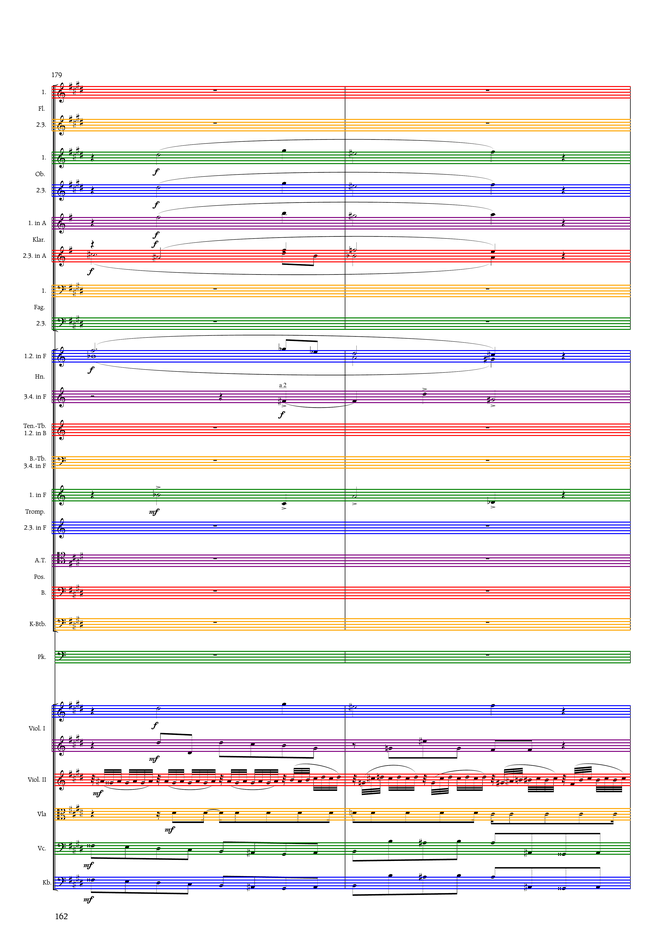 179
1.
Fl.
2.3.
1.
f
Ob.
2.3.
f
1. in A
f
Klar.
f
2.3. in A
f
1.
Fag.
2.3.
1.2. in F
f
Hn.
a 2
3.4. in F
f
Ten.-Tb.
1.2. in B
B.-Tb.
3.4. in F
1. in F
mf
Tromp.
2.3. in F
A.T.
Pos.
B.
K-Btb.
Pk.
f
Viol. I
mf
Viol. II
mf
Vla
mf
Vc.
mf
Kb.
mf
162